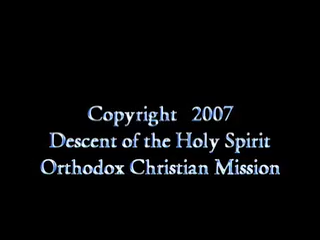 Copyright 2007
Descent of the Holy Spirit
Orthodox Christian Mission